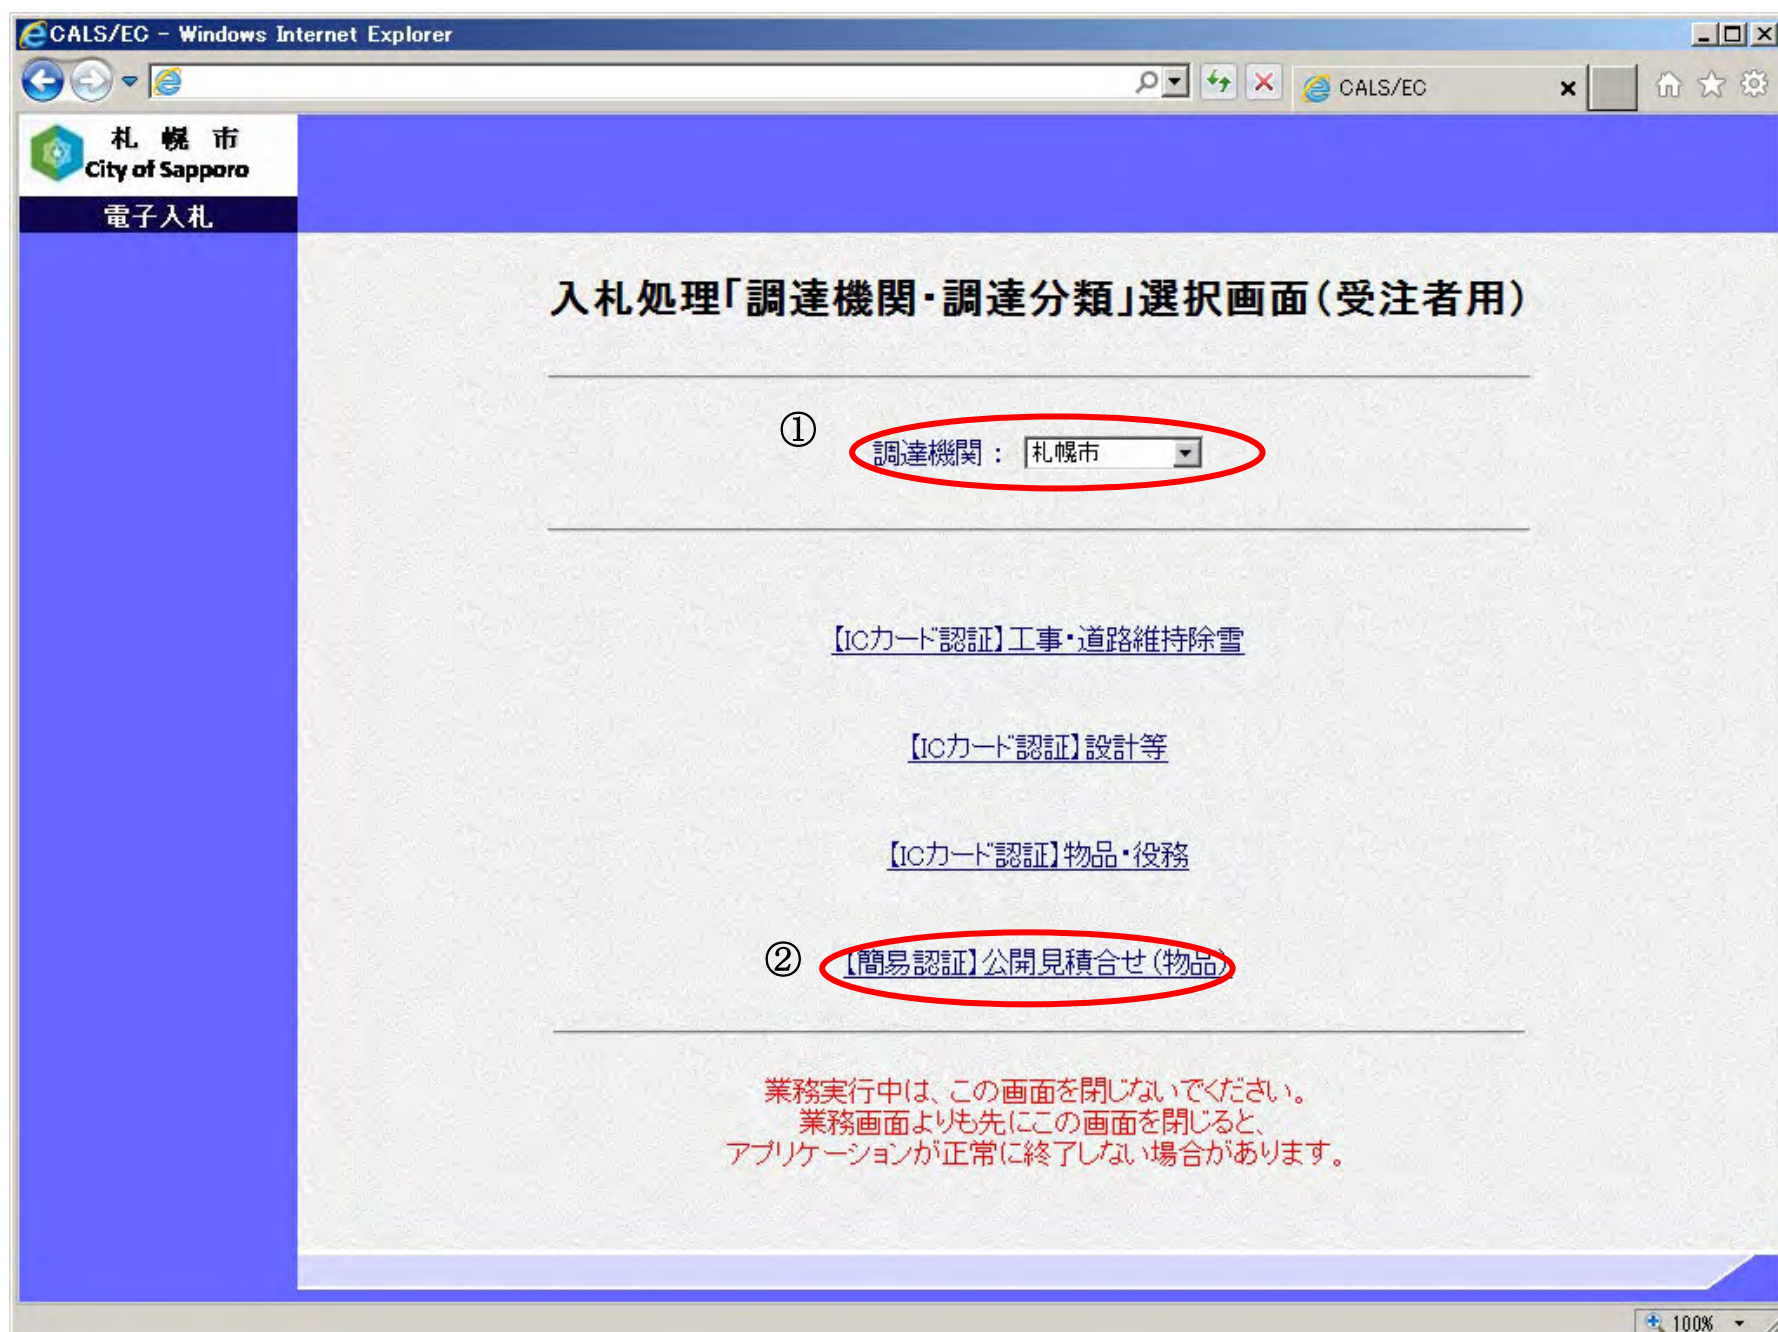 CALS/EC - Windows Internet Explorer
CALS/EC
札幌市
City of Sapporo
電子入札
入札処理「調達機関・調達分類」選択画面(受注者用)
①
調達機関： 札幌市
【ICカード認証】工事・道路維持除雪
【ICカード認証】設計等
【ICカード認証】物品・役務
② 【簡易認証】公開見積合せ(物品)
業務実行中は、この画面を閉じないでください。
業務画面よりも先にこの画面を閉じると、
アプリケーションが正常に終了しない場合があります。
100%